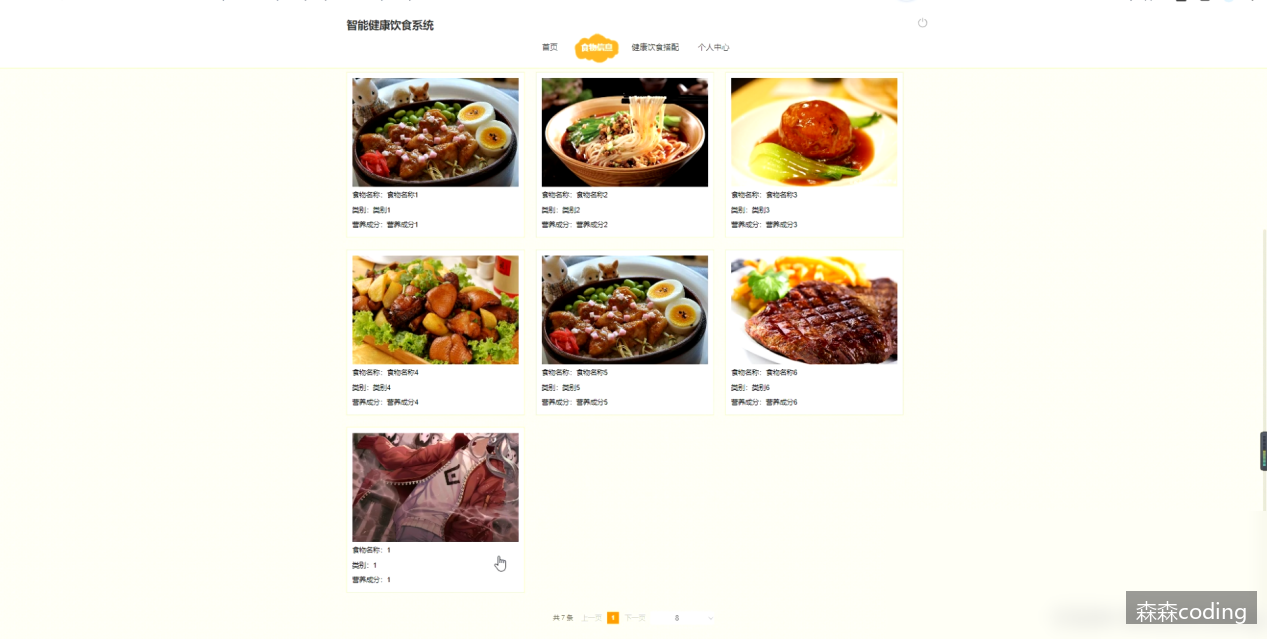 智能健康饮食系统
首页 食物信息 健康饮食搭配 个人中心
食物名称：食物名称1
类别：类别1
营养成分：营养成分1
食物名称：食物名称2
类别：类别2
营养成分：营养成分2
食物名称：食物名称3
类别：类别3
营养成分：营养成分3
食物名称：食物名称4
类别：类别4
营养成分：营养成分4
食物名称：食物名称5
类别：类别5
营养成分：营养成分5
食物名称：食物名称6
类别：类别6
营养成分：营养成分6
食物名称：1
类别：1
营养成分：1
共 7 条 上一页 1 下一页 8
森森coding